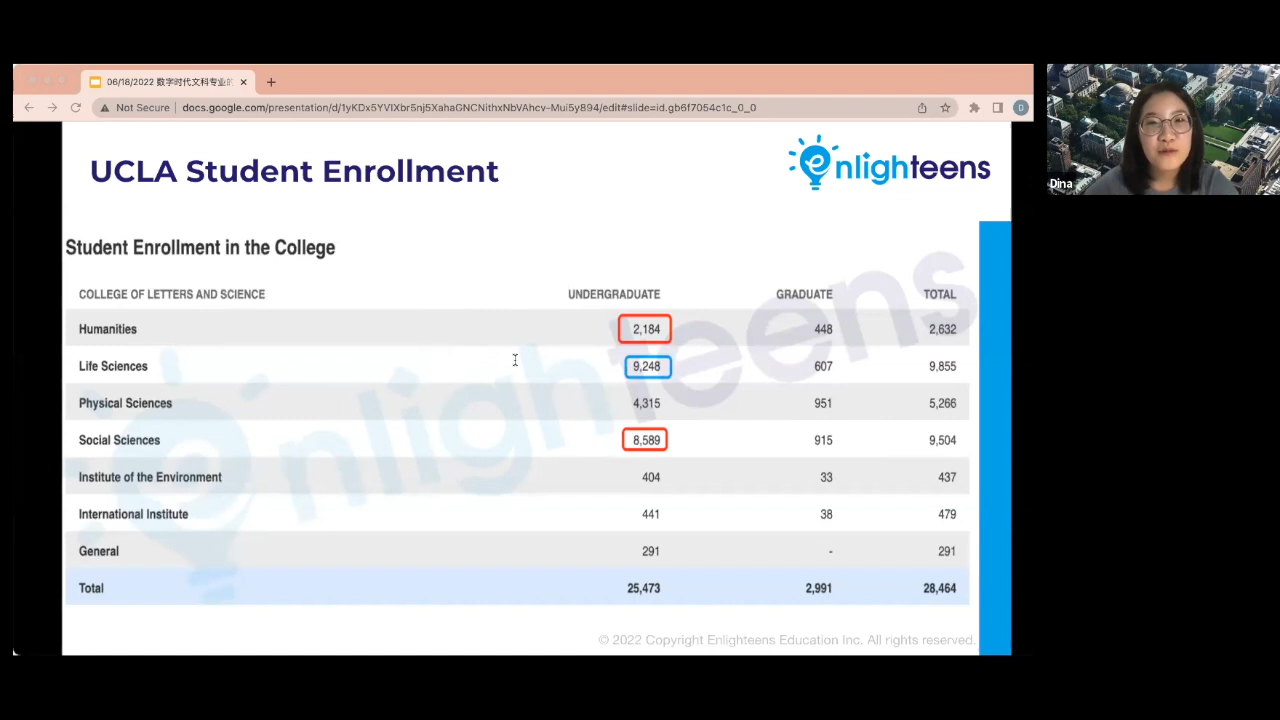 06/18/2022 数字时代文科专业的
Not Secure
docs.google.com/presentation/d/1yKDx5YVIXbr5nj5XahaGNCNithxNbVAhcv-Mui5y894/edit#slide=id.gb6f7054c1c_0_0
D
UCLA Student Enrollment
enlighteens
Dina
Student Enrollment in the College
COLLEGE OF LETTERS AND SCIENCE UNDERGRADUATE GRADUATE TOTAL
Humanities 2,184 448 2,632
Life Sciences 9,248 607 9,855
Physical Sciences 4,315 951 5,266
Social Sciences 8,589 915 9,504
Institute of the Environment 404 33 437
International Institute 441 38 479
General 291 - 291
Total 25,473 2,991 28,464
enlighteens
© 2022 Copyright Enlighteens Education Inc. All rights reserved.